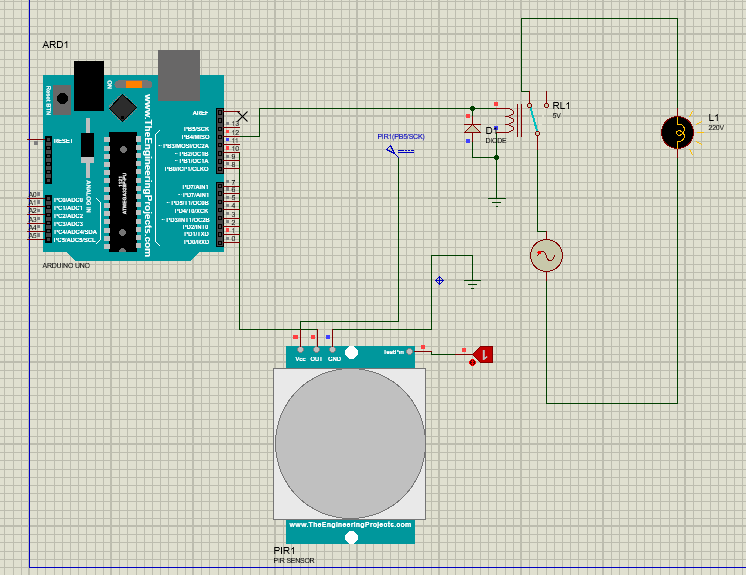 ARD1
Reset BTN
ON
www.TheEngineeringProjects.com
RESET
ANALOG IN
AREF
PB5/SCK
PB4/MISO
~ PB3/MOSI/OC2A
~ PB2/OC1B
~ PB1/OC1A
PB0/ICP1/CLKO
PD7/AIN1
~ PD6/AIN0
~ PD5/T1/OC0B
PD4/T0/XCK
~ PD3/INT1/OC2B
PD2/INT0
PD1/TXD
PD0/RXD
13
12
11
10
9
8
7
6
5
4
3
2
1
0
A0
A1
A2
A3
A4
A5
PC0/ADC0
PC1/ADC1
PC2/ADC2
PC3/ADC3
PC4/ADC4/SDA
PC5/ADC5/SCL
ARDUINO UNO
PIR1(PB5/SCK)
DIODE
RL1
5V
L1
220V
Vcc
OUT
GND
TestPin
1
www.TheEngineeringProjects.com
PIR1
PIR SENSOR